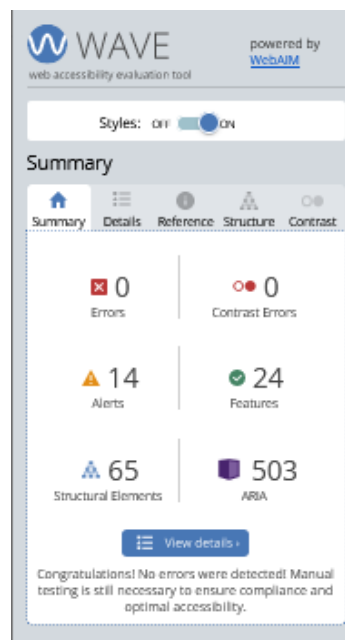 WAVE
powered by
WebAIM
web accessibility evaluation tool
Styles: OFF ON
Summary
Summary Details Reference Structure Contrast
0 0
Errors Contrast Errors
14 24
Alerts Features
65 503
Structural Elements ARIA
View details ›
Congratulations! No errors were detected! Manual
testing is still necessary to ensure compliance and
optimal accessibility.